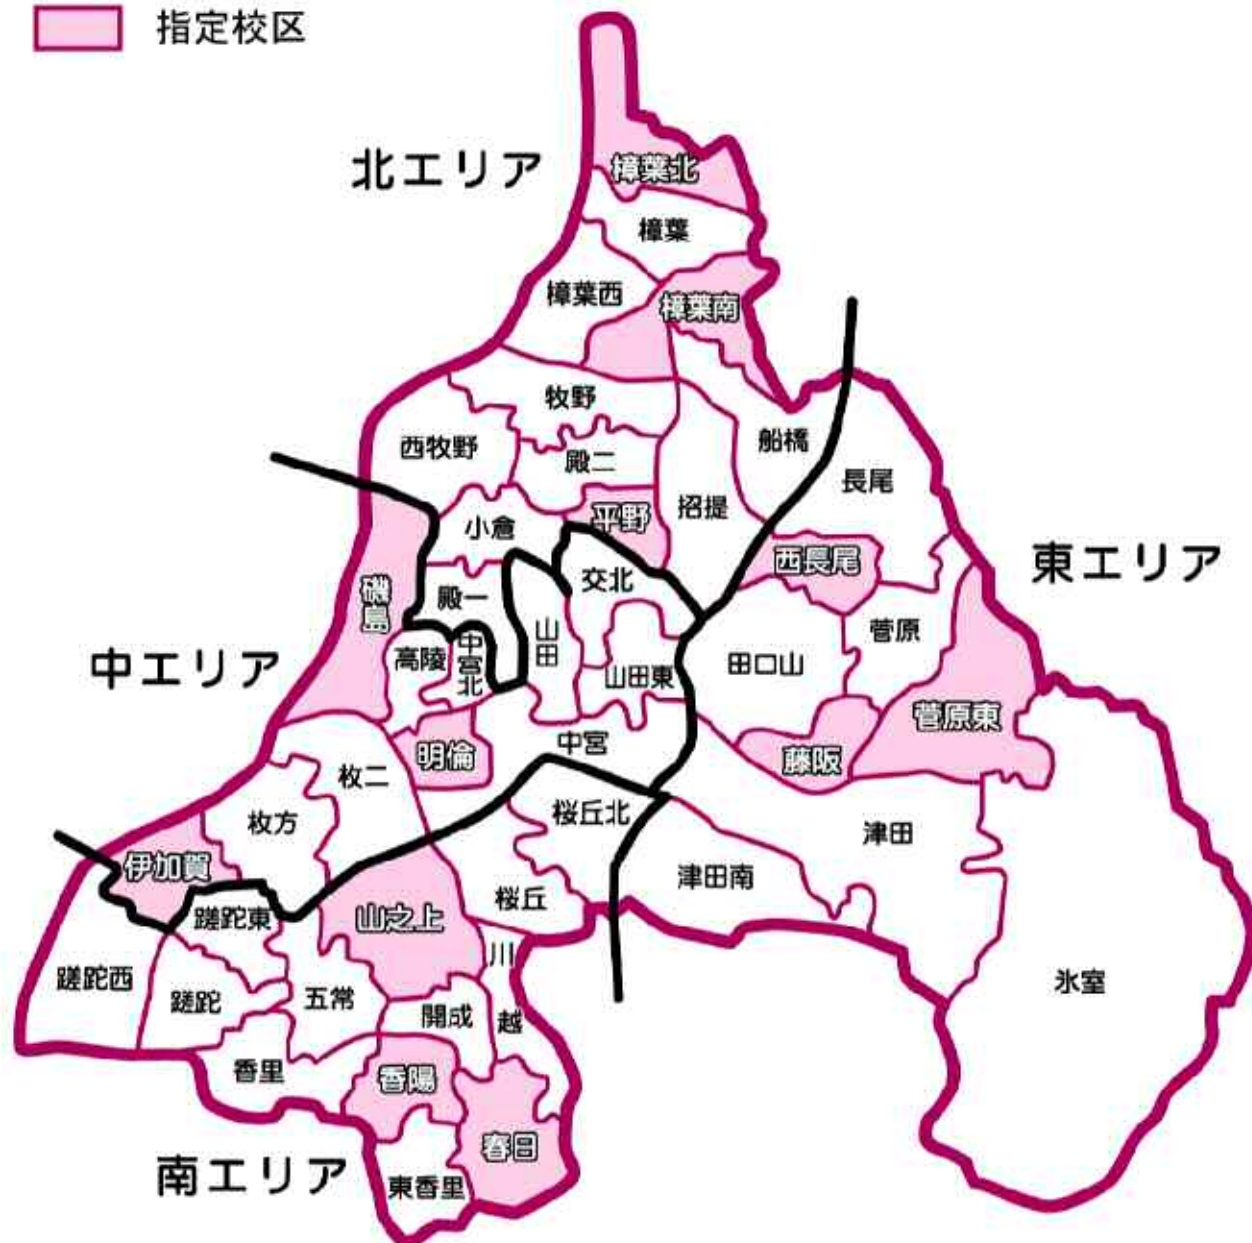 指定校区
北エリア
樟葉北
樟葉
樟葉西
樟葉南
牧野
西牧野
殿二
船橋
長尾
招提
小倉
平野
西長尾
東エリア
交北
磯島
殿一
山田
菅原
中エリア
高陵
中宮北
山田東
田口山
菅原東
明倫
中宮
藤阪
枚二
枚方
桜丘北
津田
伊加賀
津田南
桜丘
蹉跎東
山之上
川越
蹉跎西
蹉跎
五常
開成
氷室
香里
香陽
春日
南エリア
東香里